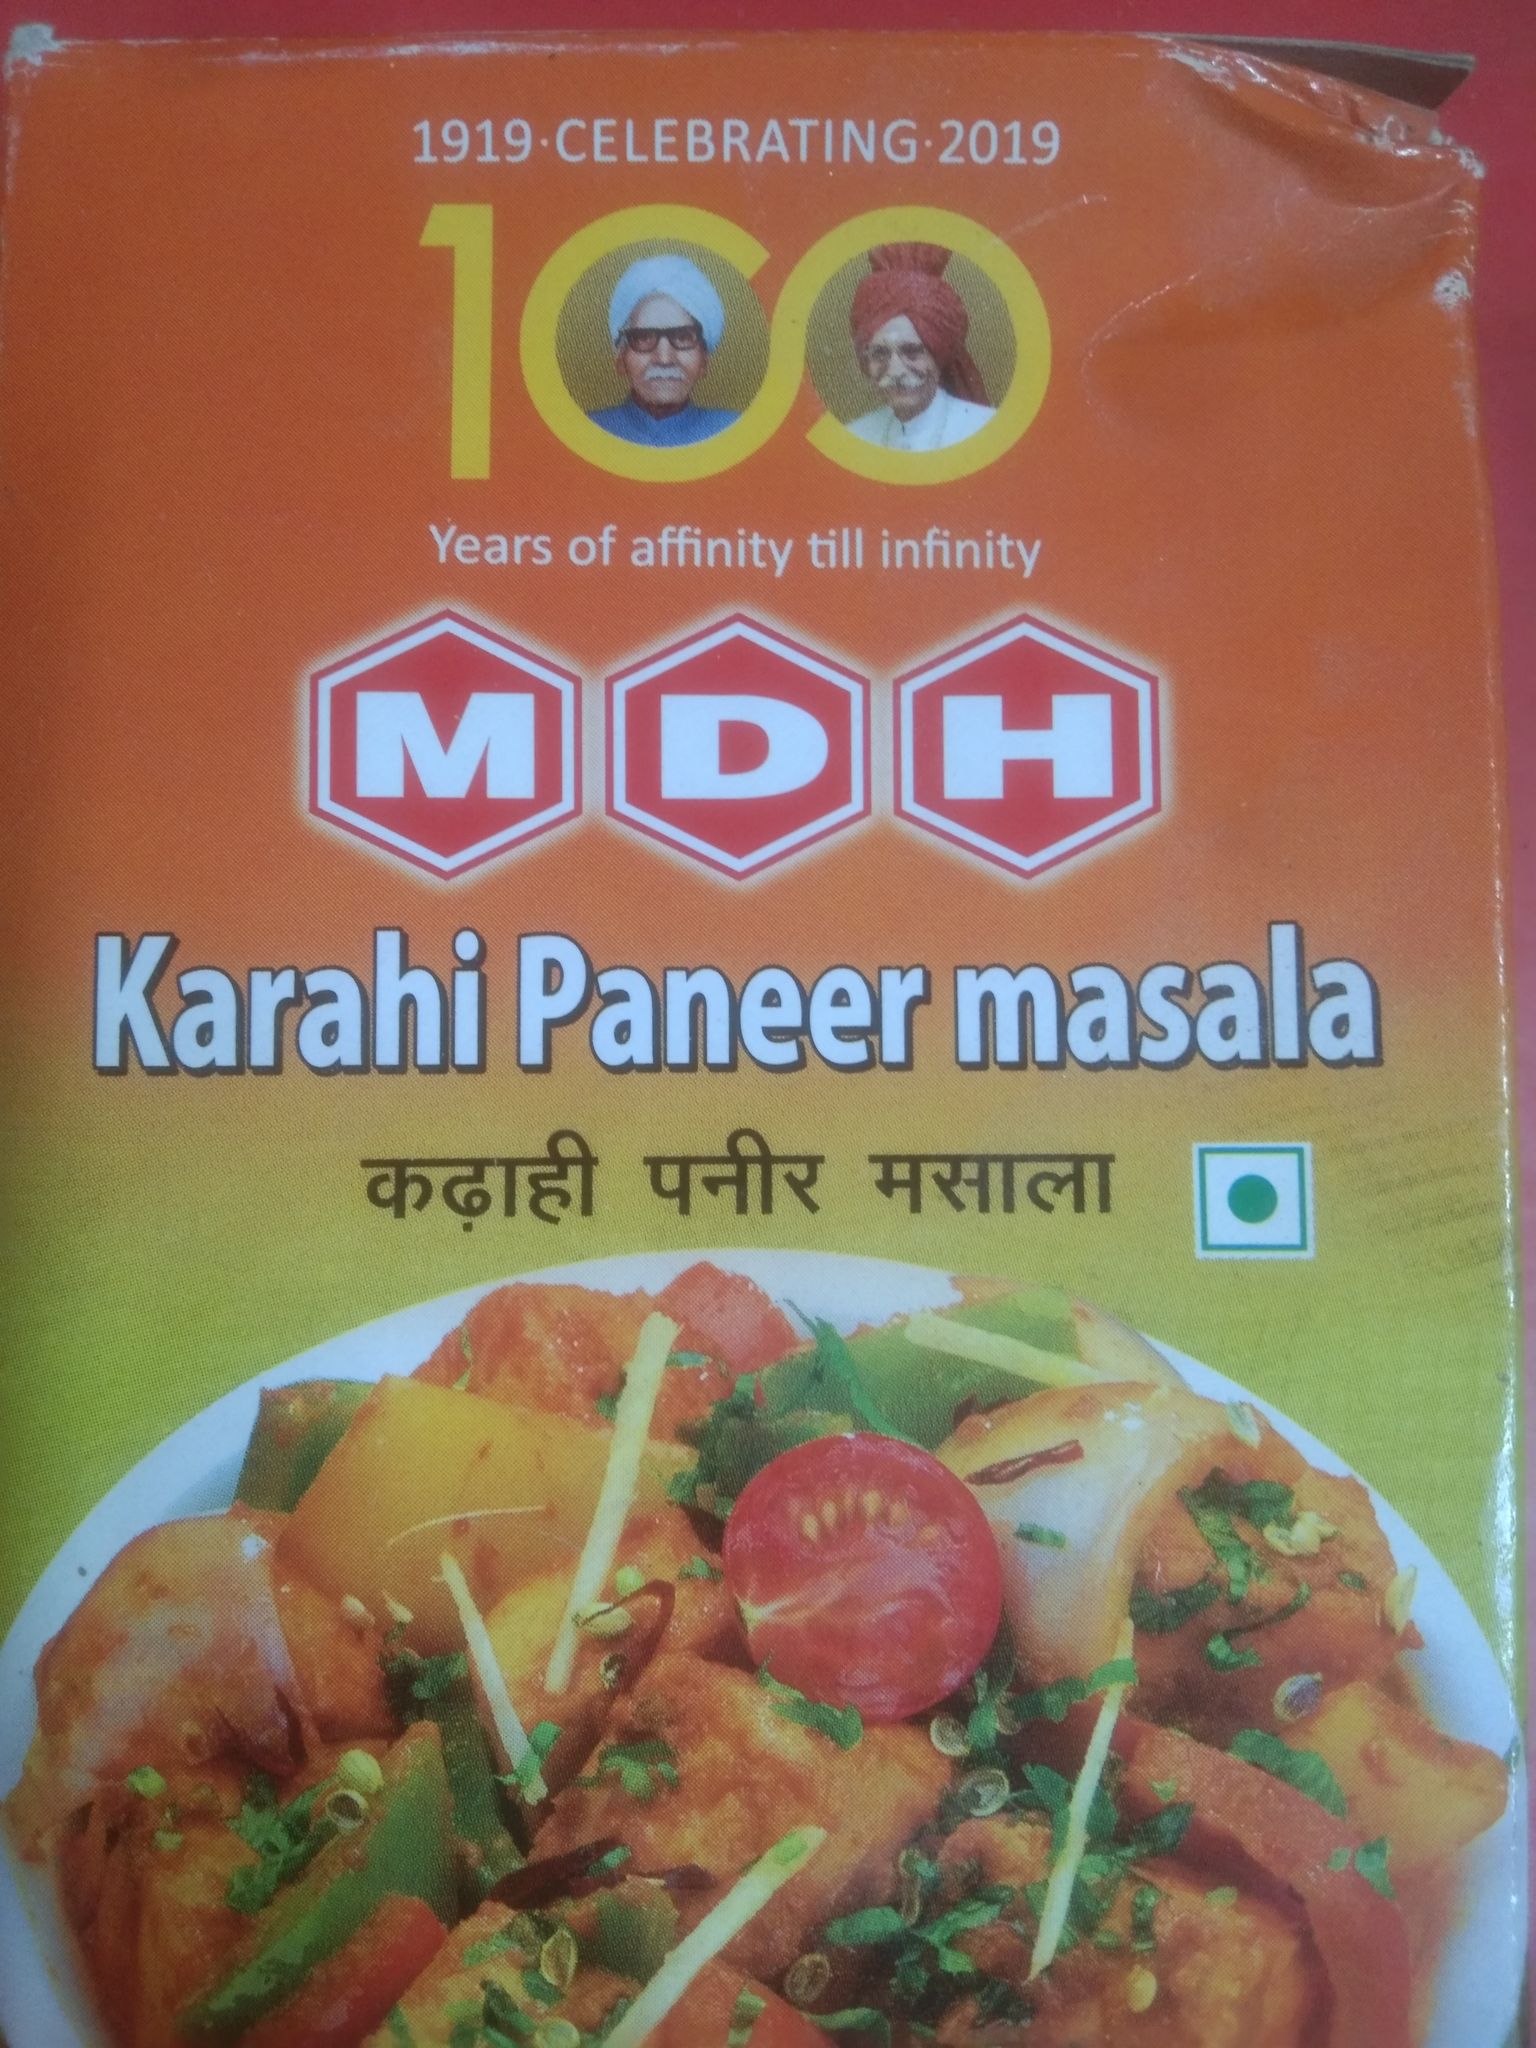 1919·CELEBRATING·2019
100
Years of affinity till infinity
MDH
Karahi Paneer masala
कढ़ाही पनीर मसाला